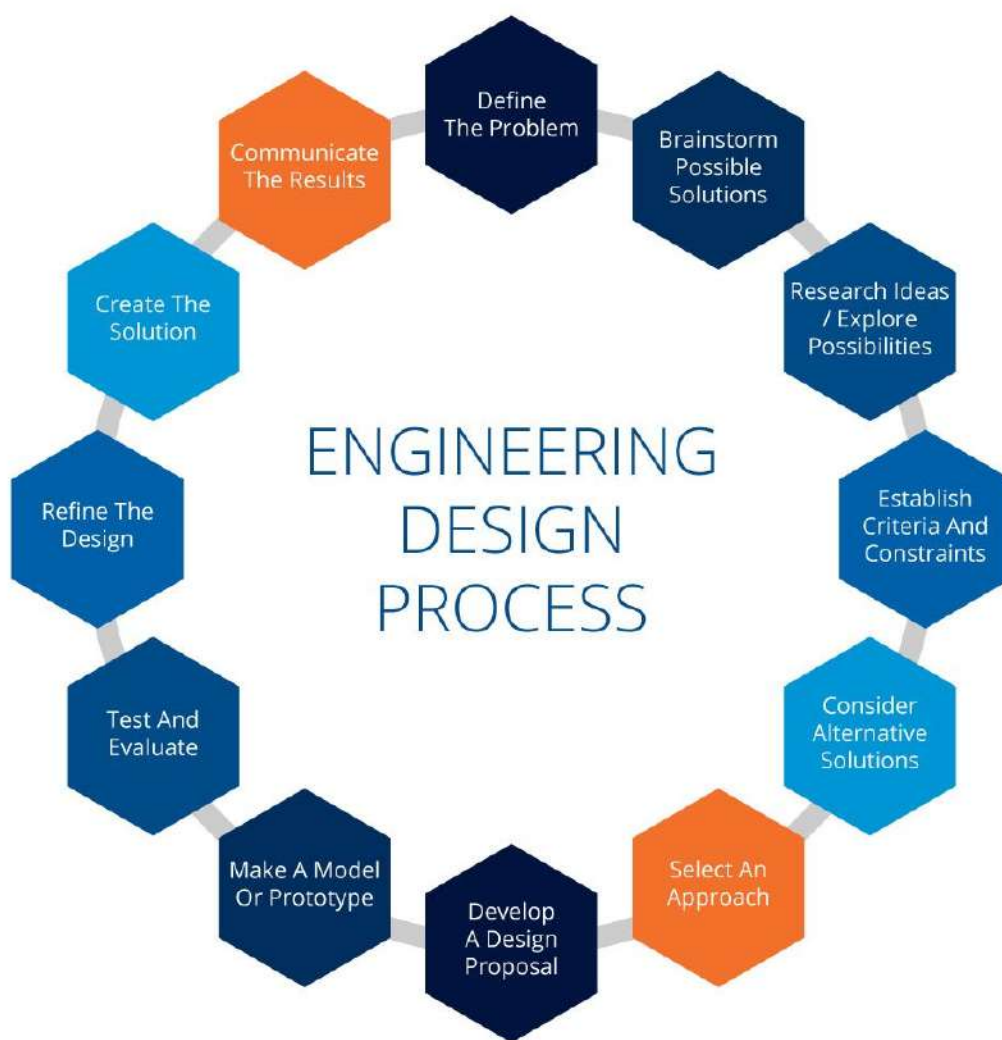 Define
The Problem
Brainstorm
Possible
Solutions
Research Ideas
/ Explore
Possibilities
Establish
Criteria And
Constraints
Consider
Alternative
Solutions
Select An
Approach
Develop
A Design
Proposal
Make A Model
Or Prototype
Test And
Evaluate
Refine The
Design
Create The
Solution
Communicate
The Results
ENGINEERING
DESIGN
PROCESS